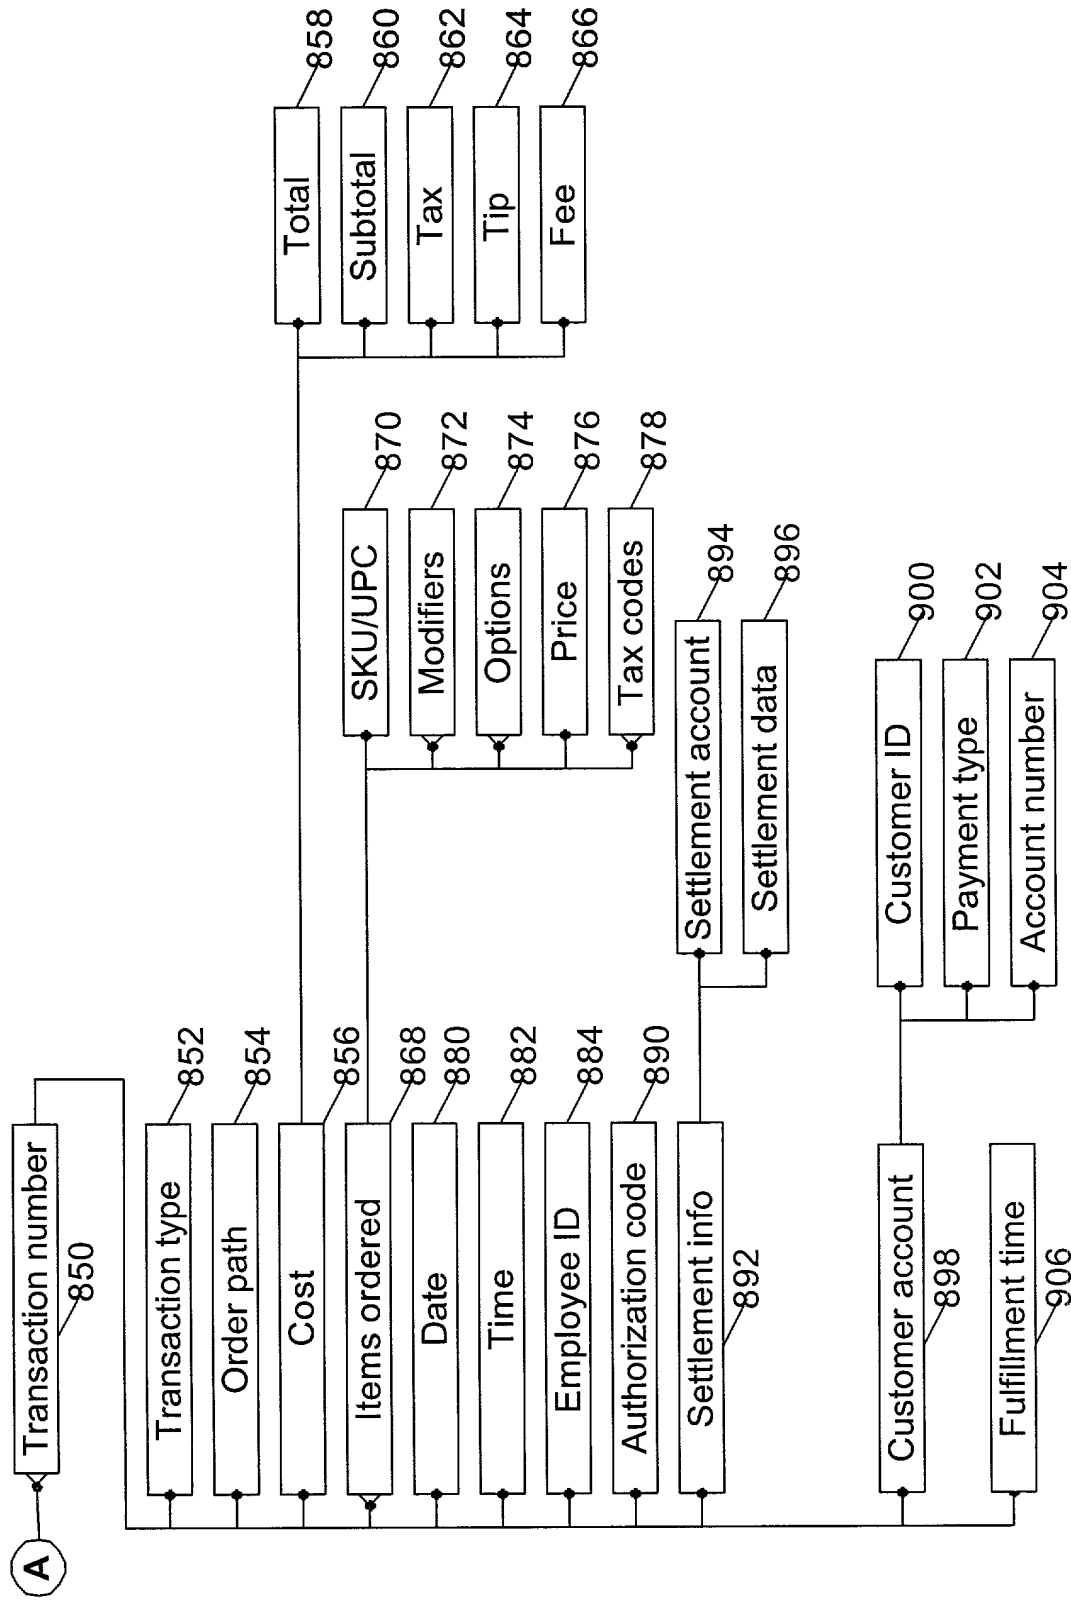 A
Transaction number
850
Transaction type
852
Order path
854
Cost
856
Total
858
Subtotal
860
Tax
862
Tip
864
Fee
866
Items ordered
868
SKU/UPC
870
Modifiers
872
Options
874
Price
876
Tax codes
878
Date
880
Time
882
Employee ID
884
Authorization code
890
Settlement info
892
Settlement account
894
Settlement data
896
Customer account
898
Customer ID
900
Payment type
902
Account number
904
Fulfillment time
906